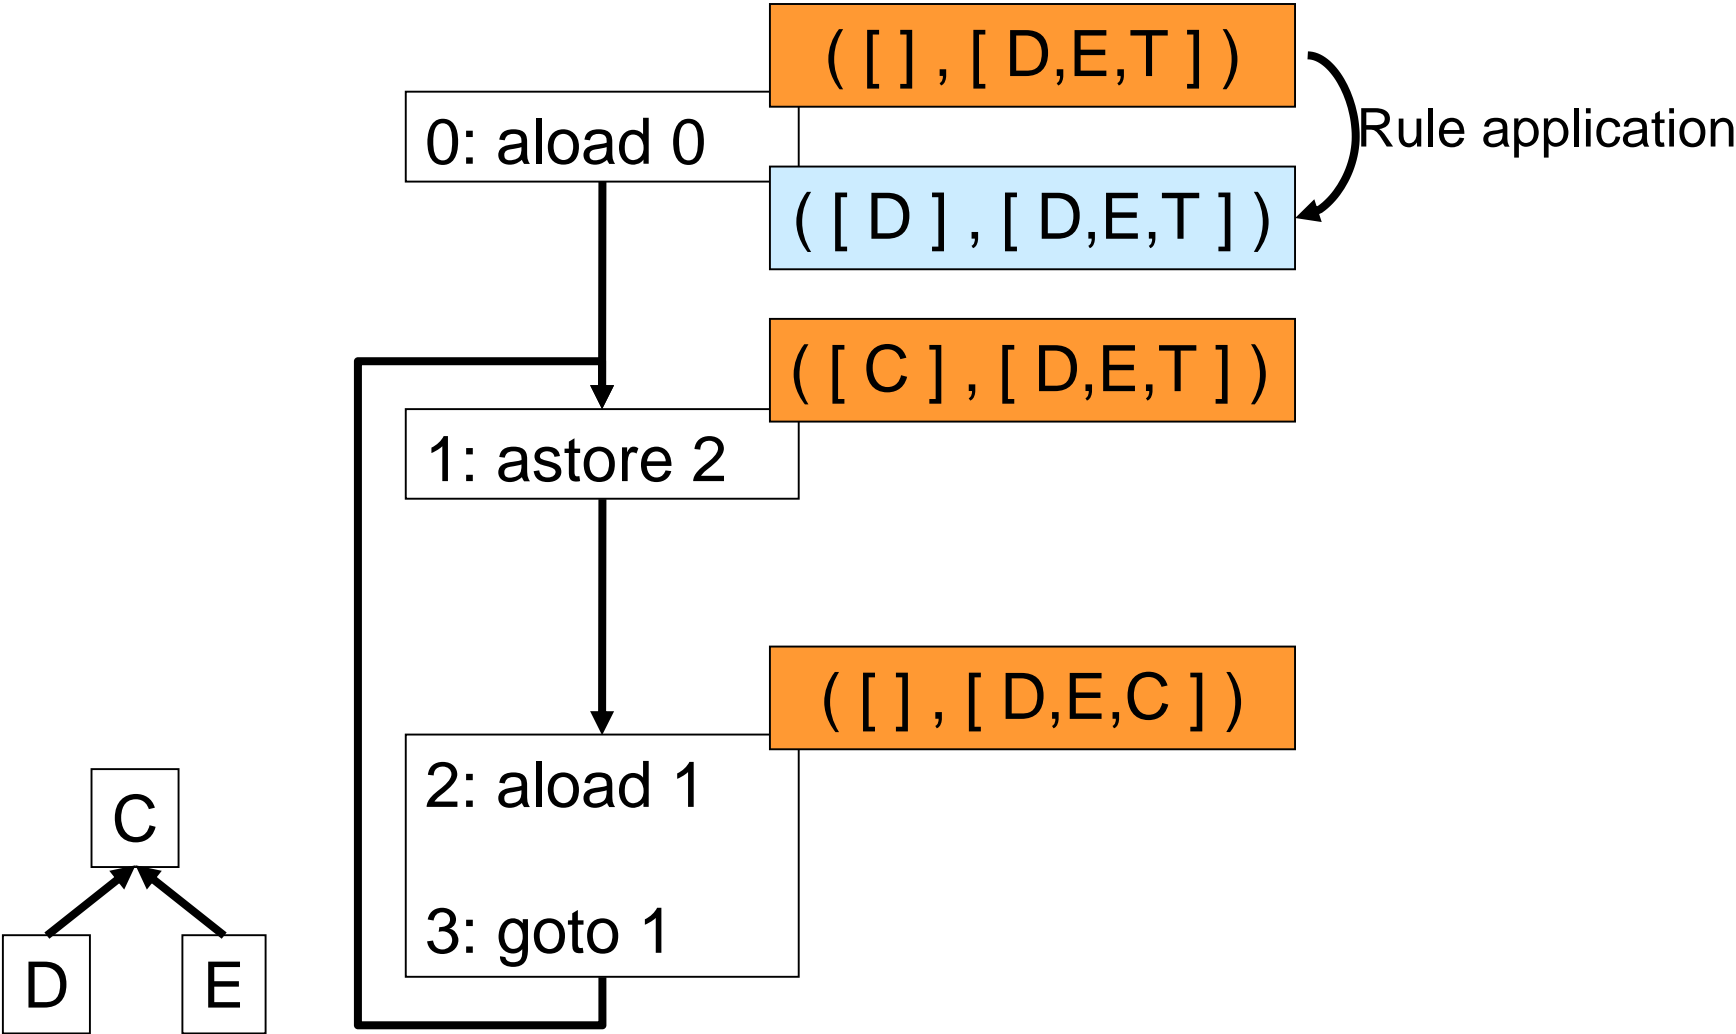 ( [ ] , [ D,E,T ] )
0: aload 0
Rule application
( [ D ] , [ D,E,T ] )
( [ C ] , [ D,E,T ] )
1: astore 2
( [ ] , [ D,E,C ] )
2: aload 1
3: goto 1
C
D
E